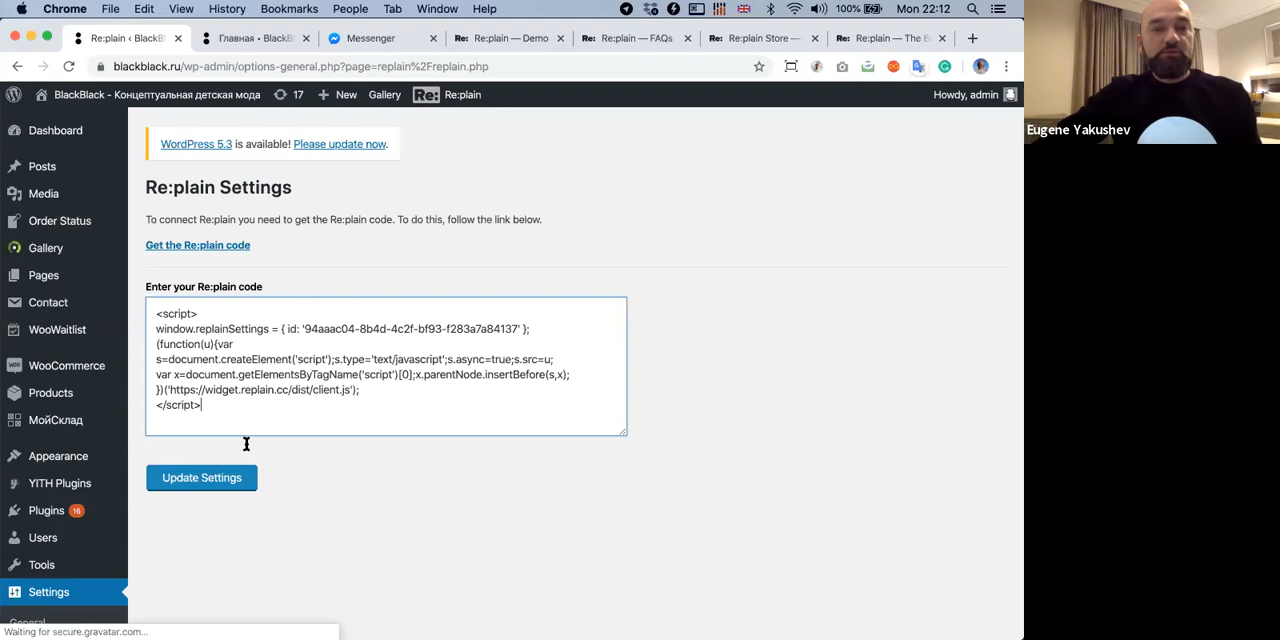 Chrome File Edit View History Bookmarks People Tab Window Help 100% Mon 22:12
Re:plain ‹ BlackBl Главная • BlackBl Messenger Re: Re:plain — Demo Re: Re:plain — FAQs Re: Re:plain Store — Re: Re:plain — The B
blackblack.ru/wp-admin/options-general.php?page=replain%2Freplain.php
BlackBlack - Концептуальная детская мода 17 New Gallery Re: Re:plain Howdy, admin
Eugene Yakushev
Dashboard
Posts
Media
Order Status
Gallery
Pages
Contact
WooWaitlist
WooCommerce
Products
МойСклад
Appearance
YITH Plugins
Plugins 16
Users
Tools
Settings
General
WordPress 5.3 is available! Please update now.
Re:plain Settings
To connect Re:plain you need to get the Re:plain code. To do this, follow the link below.
Get the Re:plain code
Enter your Re:plain code
<script>
window.replainSettings = { id: '94aaac04-8b4d-4c2f-bf93-f283a7a84137' };
(function(u){var
s=document.createElement('script');s.type='text/javascript';s.async=true;s.src=u;
var x=document.getElementsByTagName('script')[0];x.parentNode.insertBefore(s,x);
})('https://widget.replain.cc/dist/client.js');
</script>
Update Settings
Waiting for secure.gravatar.com...